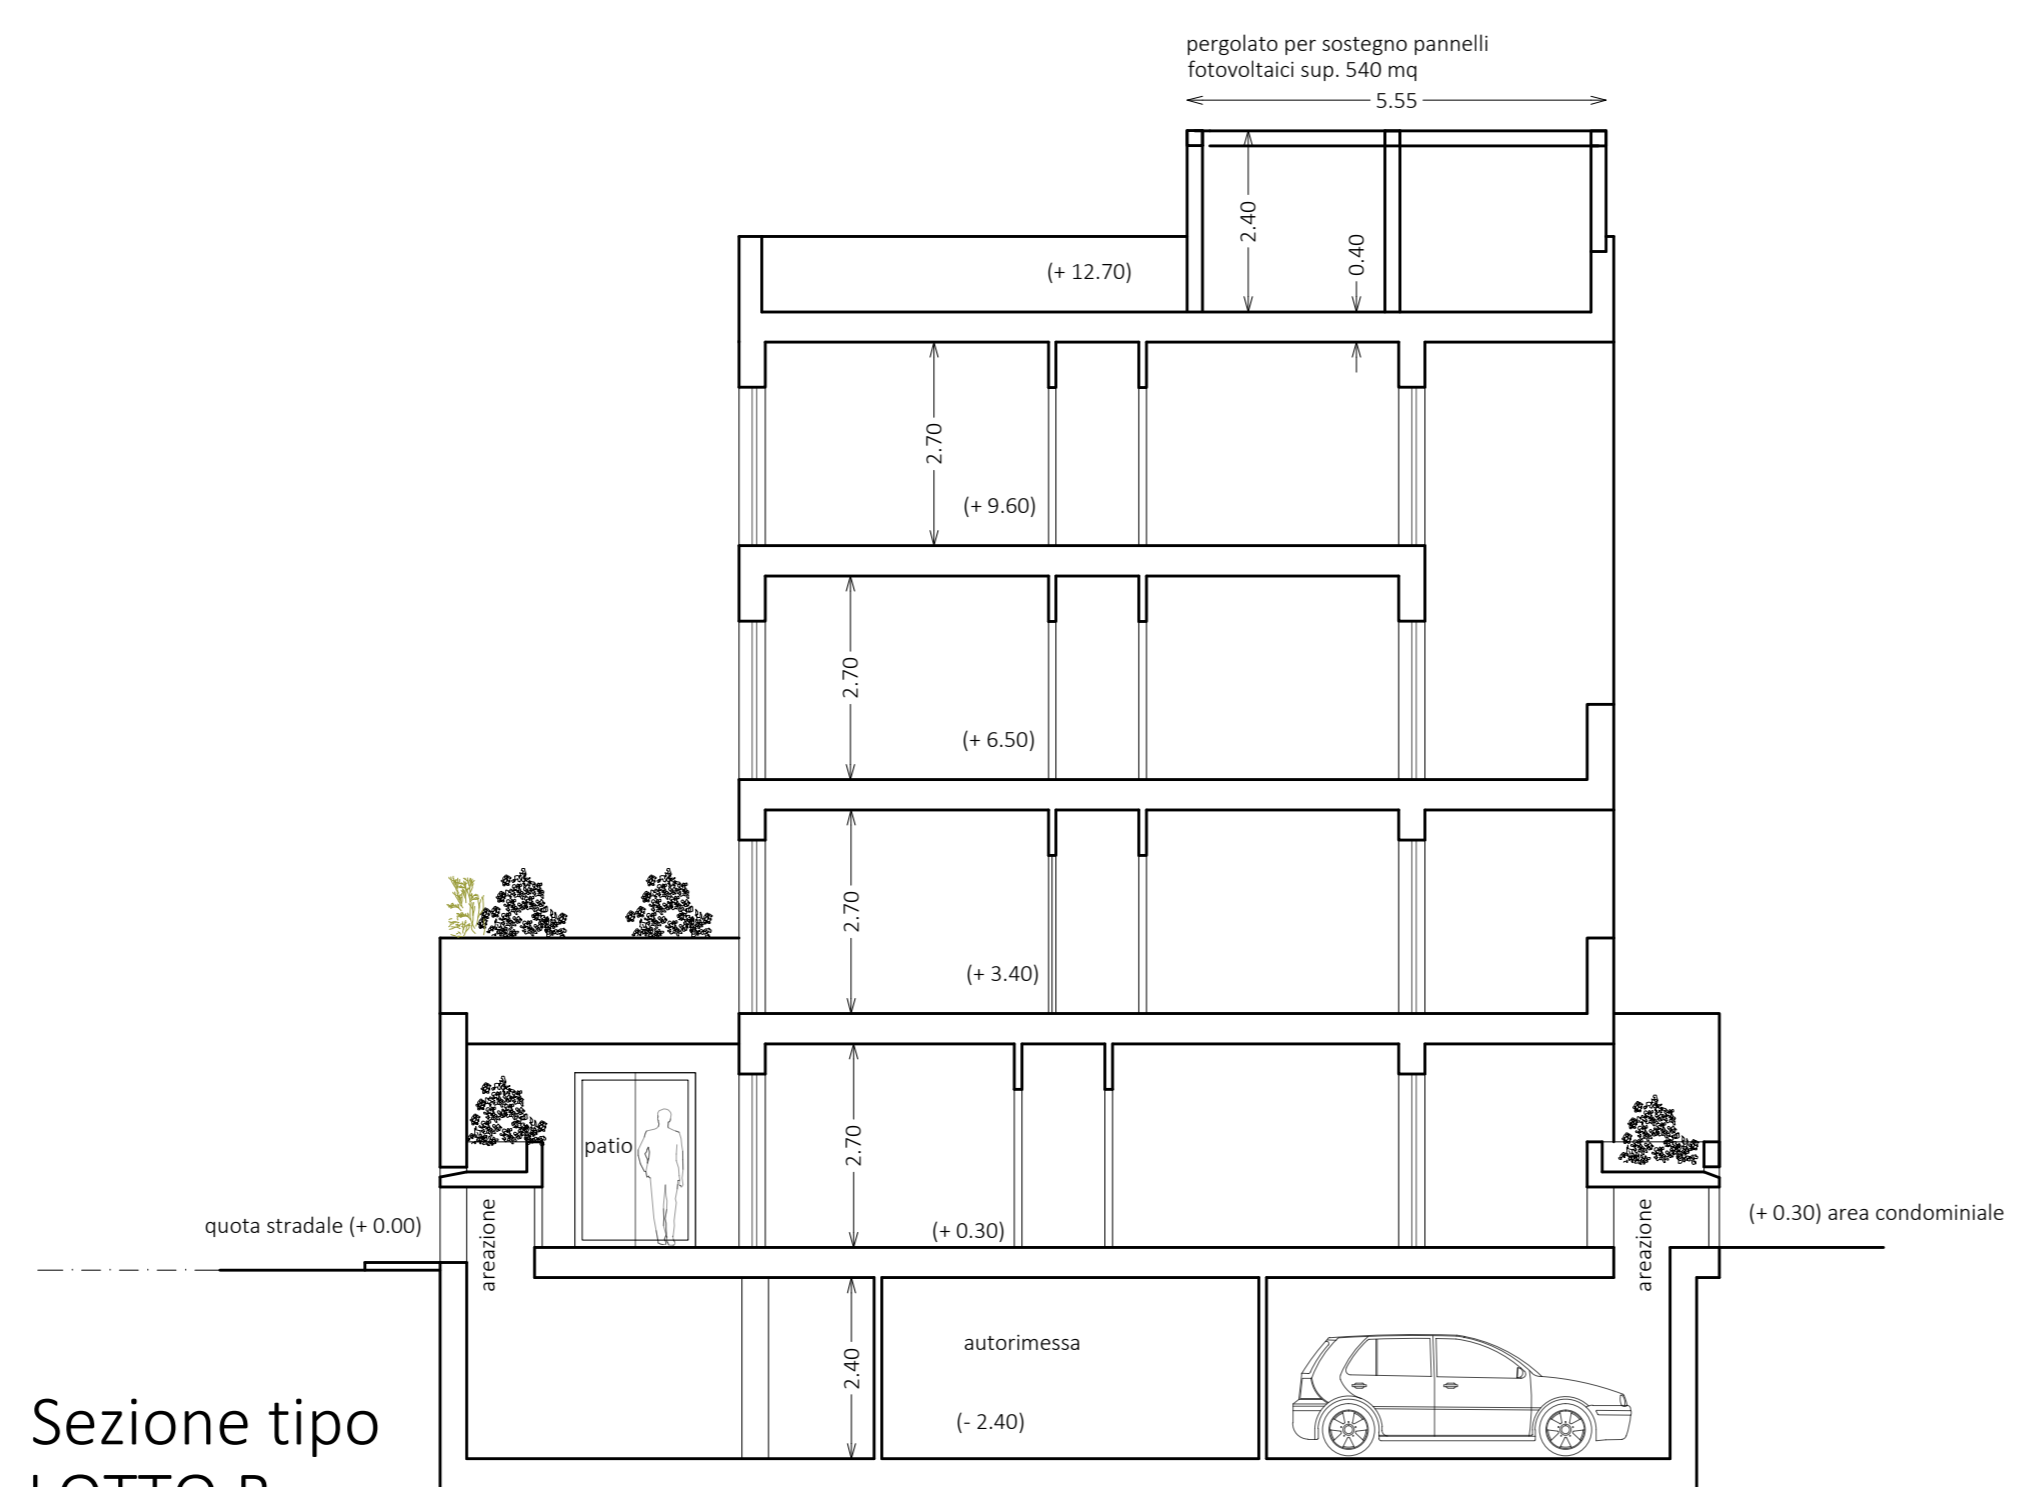 pergolato per sostegno pannelli
fotovoltaici sup. 540 mq
5.55
2.40
0.40
(+ 12.70)
2.70
(+ 9.60)
2.70
(+ 6.50)
2.70
(+ 3.40)
patio
2.70
(+ 0.30)
quota stradale (+ 0.00)
areazione
areazione
(+ 0.30) area condominiale
2.40
autorimessa
(- 2.40)
Sezione tipo
LOTTO B